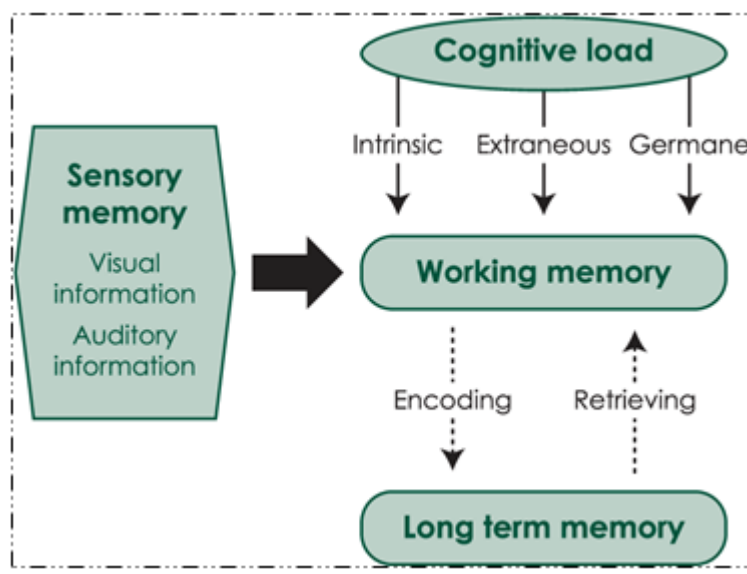 Cognitive load
Intrinsic Extraneous Germane
Sensory
memory
Visual
information
Auditory
information
Working memory
Encoding Retrieving
Long term memory